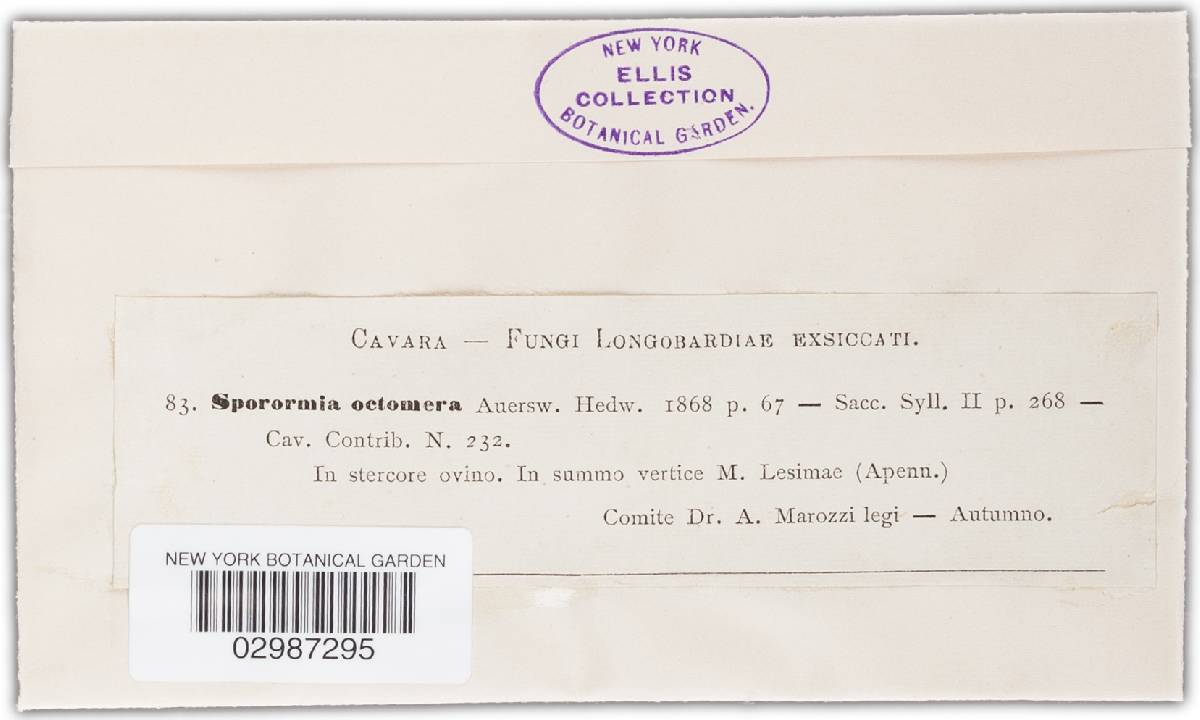 NEW YORK
ELLIS
COLLECTION
BOTANICAL GARDEN.
CAVARA — FUNGI LONGOBARDIAE EXSICCATI.
83. Sporormia octomera Auersw. Hedw. 1868 p. 67 — Sacc. Syll. II p. 268 —
Cav. Contrib. N. 232.
In stercore ovino. In summo vertice M. Lesimae (Apenn.)
Comite Dr. A. Marozzi legi — Autumno.
NEW YORK BOTANICAL GARDEN
02987295